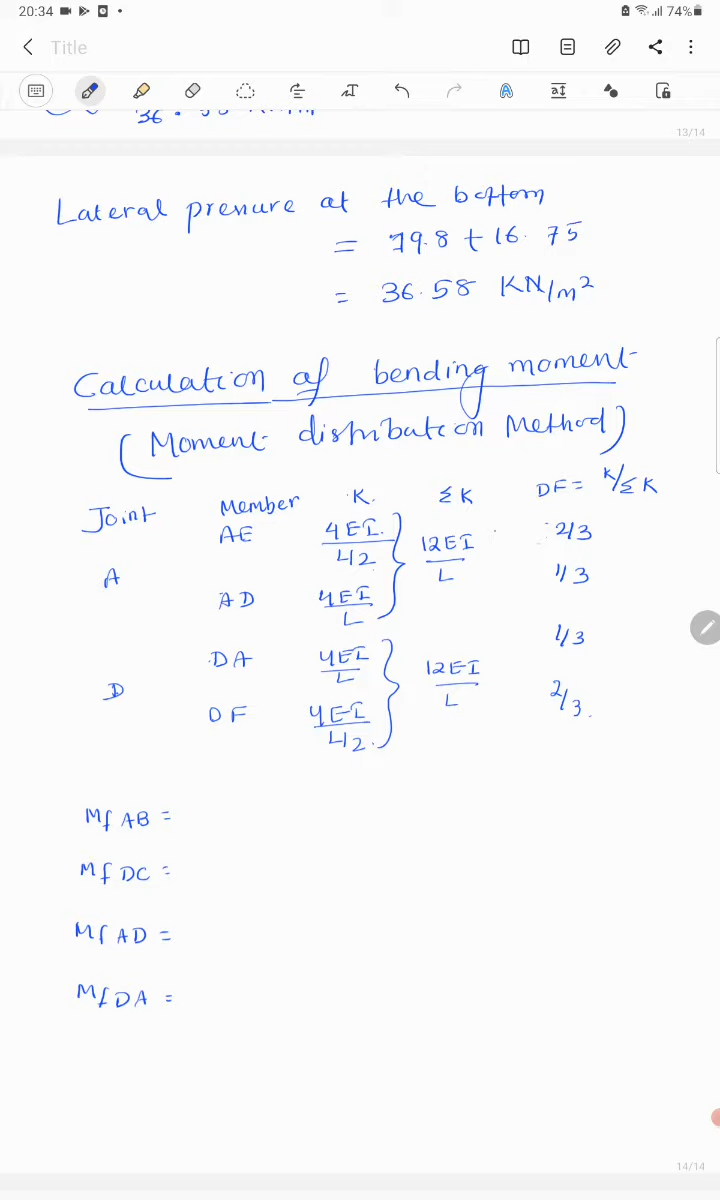 20:34 74%
Title
13/14
Lateral presure at the bottom
= 19.8 + 16.75
= 36.58 KN/m²
Calculation of bending moment
(Moment distribution Method)
Joint Member K. ΣK DF = K/ΣK
AE 4EI/L/2 12EI/L 2/3
A
AD 4EI/L 1/3
DA 4EI/L 12EI/L 1/3
D
DF 4EI/L/2 2/3
Mf AB =
Mf DC =
Mf AD =
Mf DA =
14/14